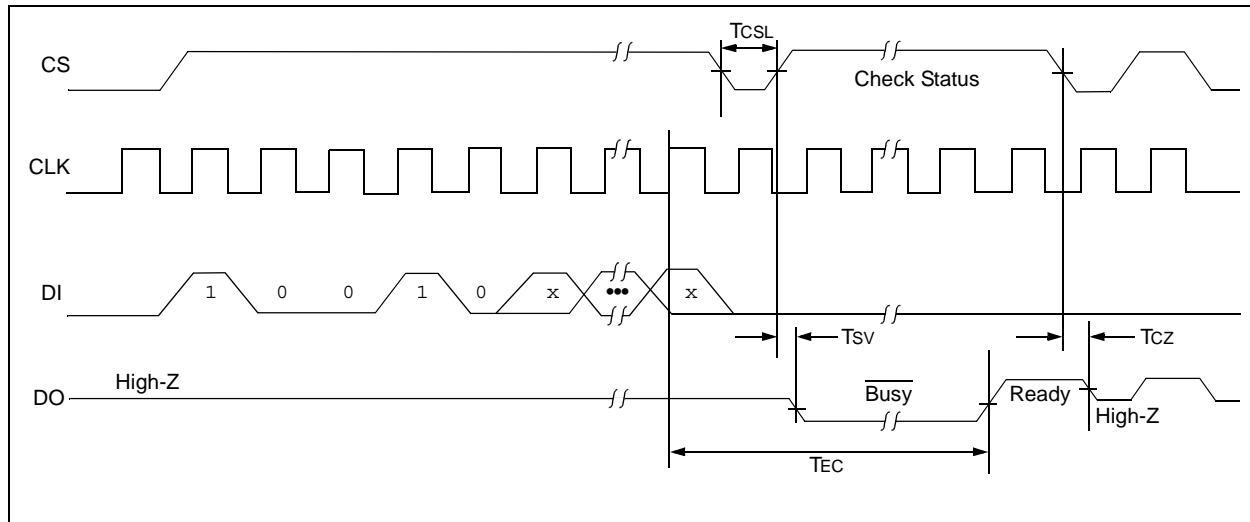 TCSL
CS
Check Status
CLK
DI
1 0 0 1 0 x ••• x
TSV
TCZ
High-Z
DO
Busy
Ready
High-Z
TEC